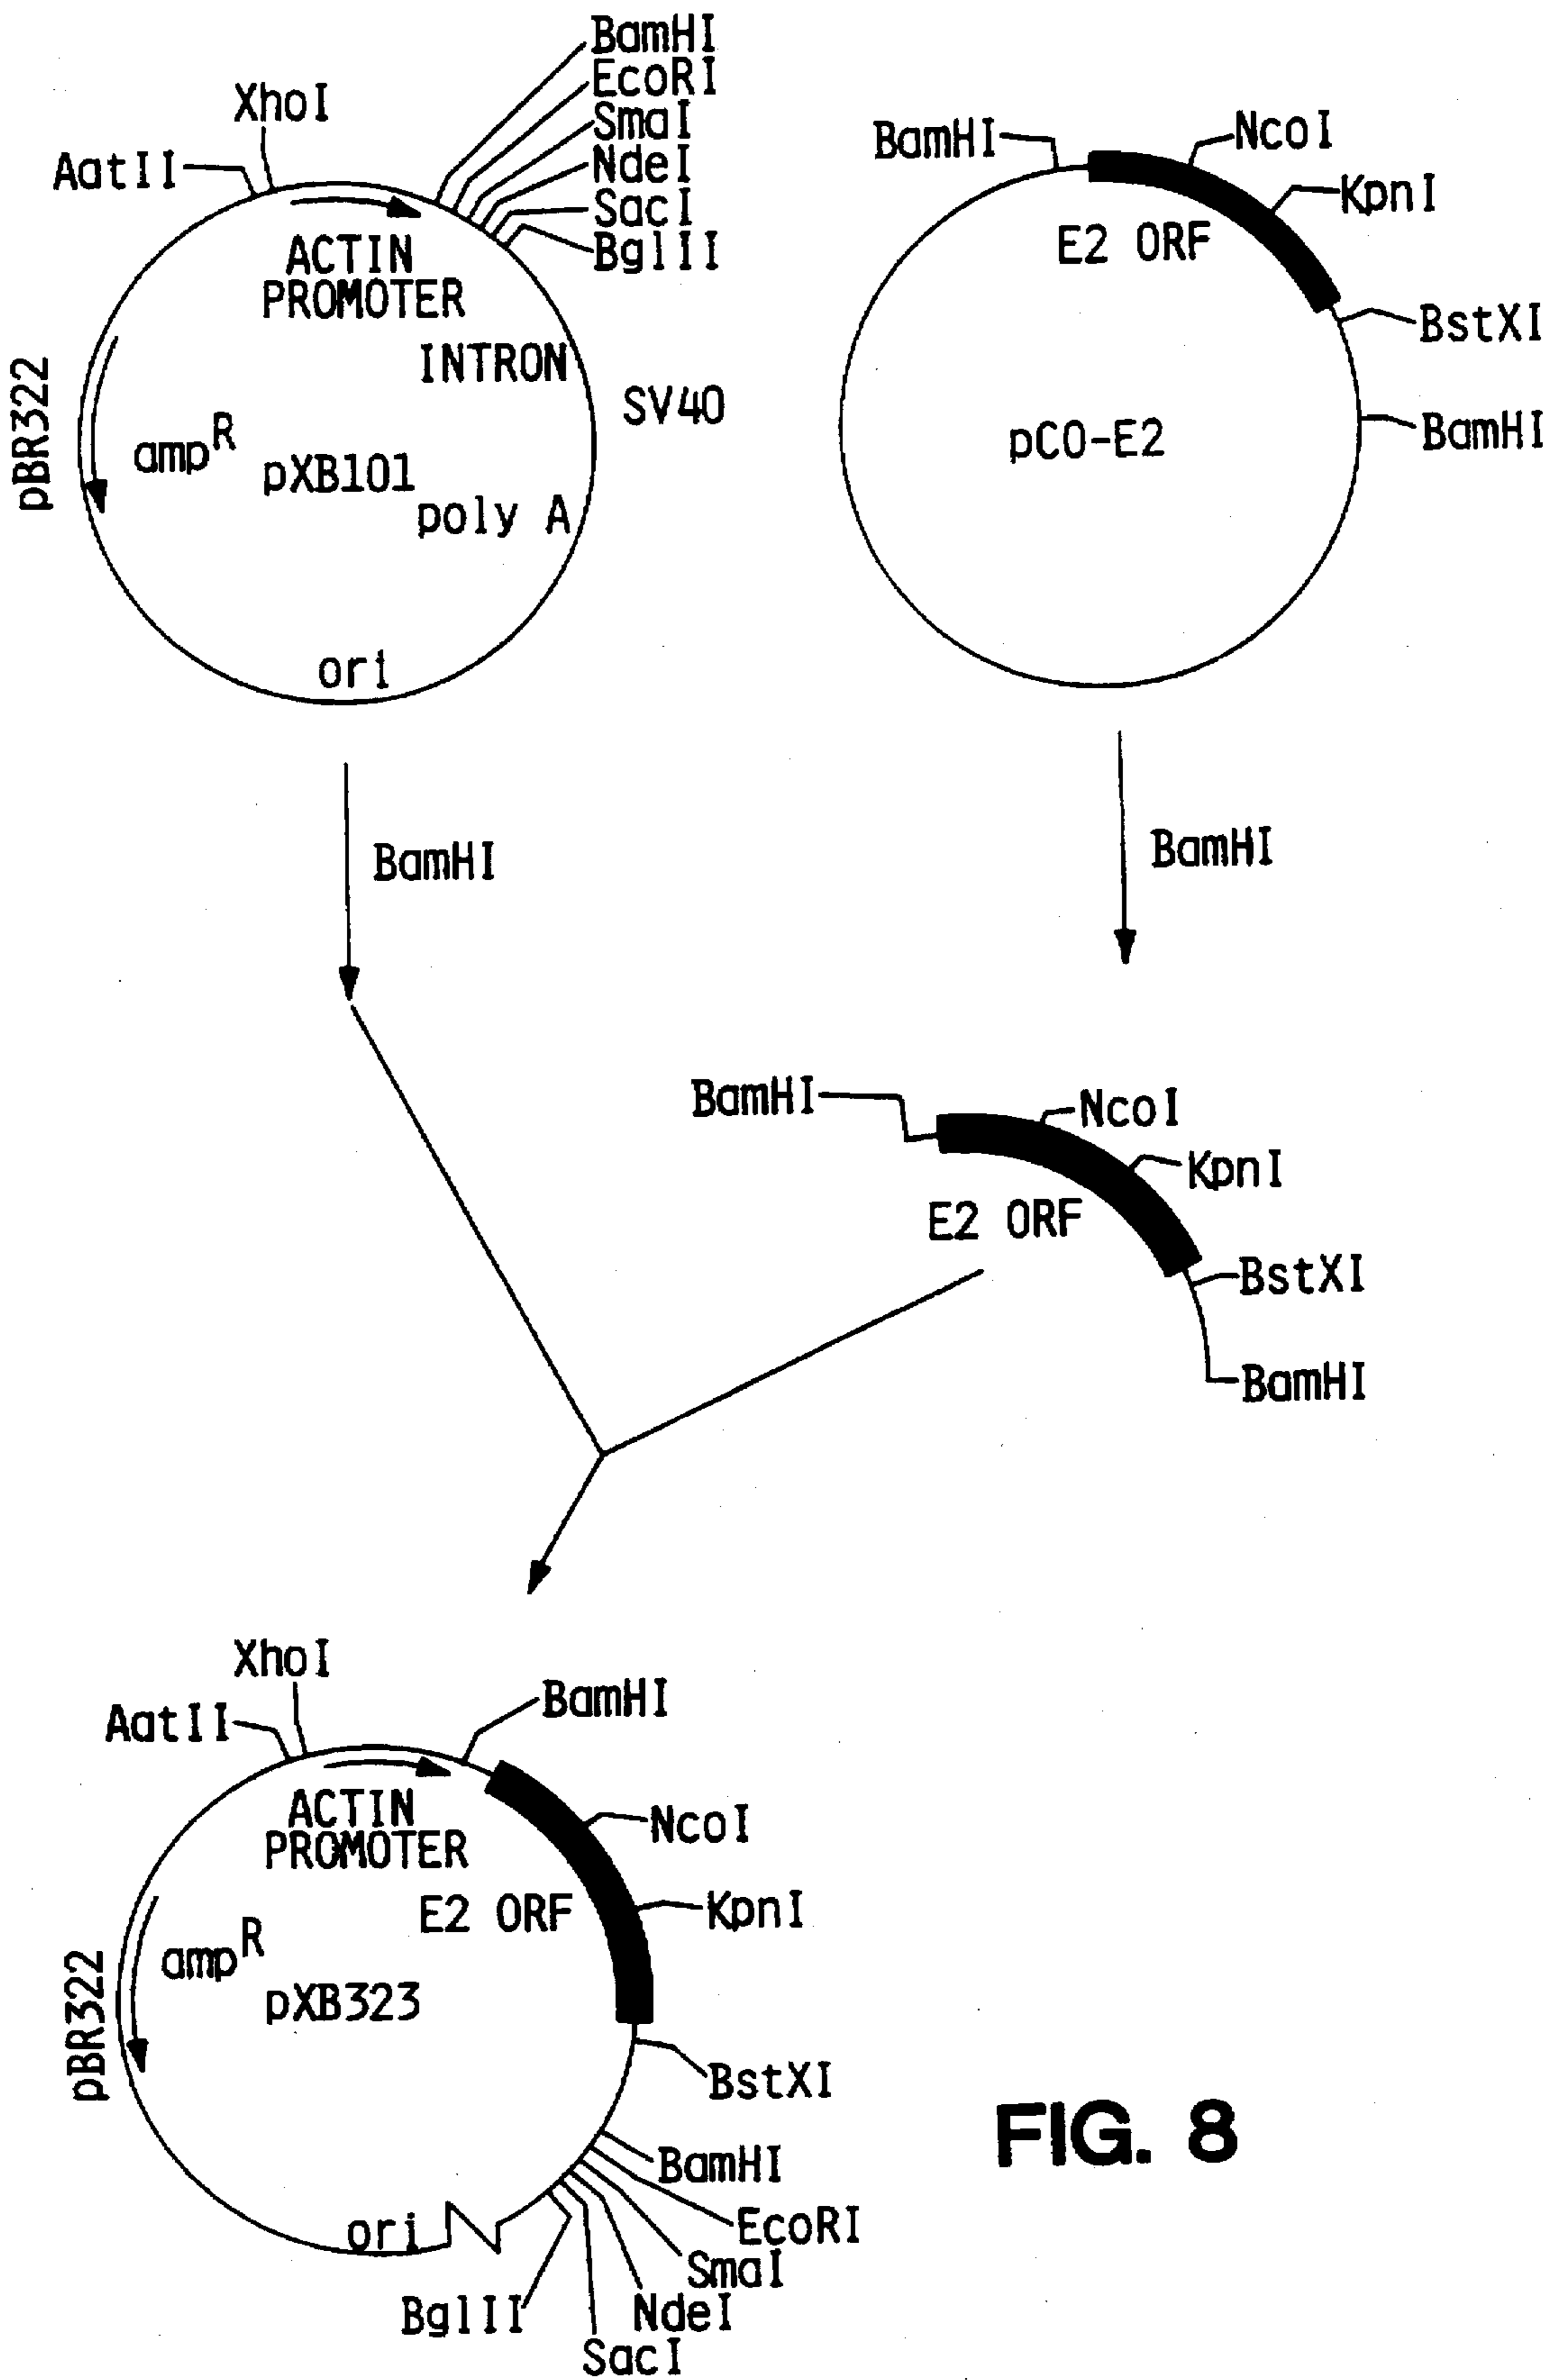 BamHI
EcoRI
SmaI
NdeI
SacI
BglII
XhoI
AatII
ACTIN
PROMOTER
INTRON
SV40
pBR322
ampR
pXB101
poly A
ori
BamHI
NcoI
KpnI
E2 ORF
BstXI
pCO-E2
BamHI
BamHI
BamHI
BamHI
NcoI
KpnI
E2 ORF
BstXI
BamHI
XhoI
AatII
BamHI
ACTIN
PROMOTER
NcoI
E2 ORF
KpnI
ampR
pBR322
pXB323
BstXI
BamHI
EcoRI
SmaI
NdeI
SacI
BglII
ori
FIG. 8